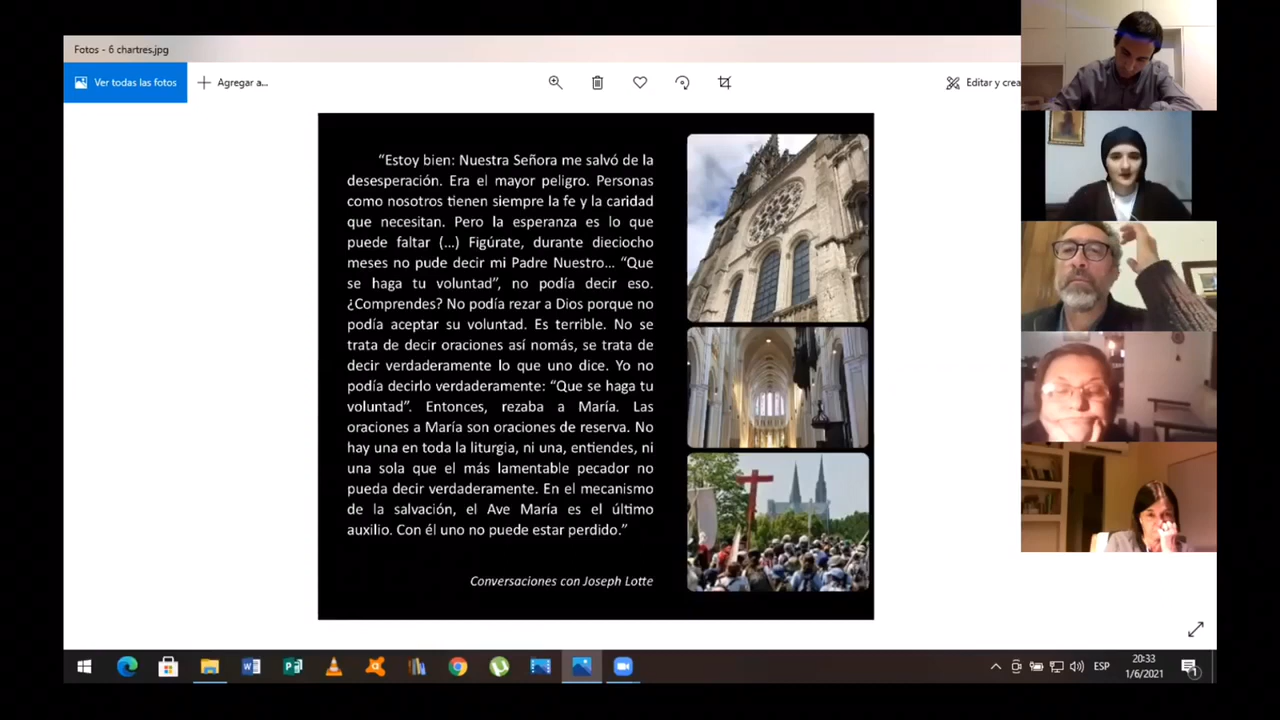 Fotos - 6 chartres.jpg
Ver todas las fotos
Agregar a...
Editar y crea
“Estoy bien: Nuestra Señora me salvó de la
desesperación. Era el mayor peligro. Personas
como nosotros tienen siempre la fe y la caridad
que necesitan. Pero la esperanza es lo que
puede faltar (...) Figúrate, durante dieciocho
meses no pude decir mi Padre Nuestro... “Que
se haga tu voluntad”, no podía decir eso.
¿Comprendes? No podía rezar a Dios porque no
podía aceptar su voluntad. Es terrible. No se
trata de decir oraciones así nomás, se trata de
decir verdaderamente lo que uno dice. Yo no
podía decirlo verdaderamente: “Que se haga tu
voluntad”. Entonces, rezaba a María. Las
oraciones a María son oraciones de reserva. No
hay una en toda la liturgia, ni una, entiendes, ni
una sola que el más lamentable pecador no
pueda decir verdaderamente. En el mecanismo
de la salvación, el Ave María es el último
auxilio. Con él uno no puede estar perdido.”
Conversaciones con Joseph Lotte
ESP
20:33
1/6/2021
1